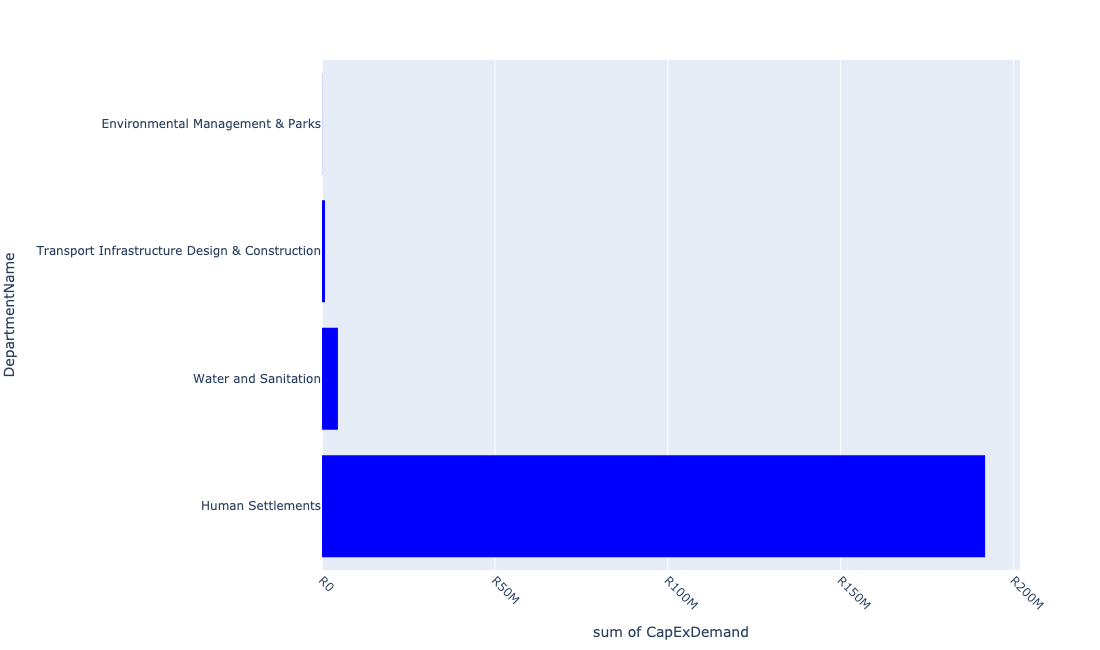 Environmental Management & Parks
Transport Infrastructure Design & Construction
Water and Sanitation
Human Settlements
DepartmentName
R0
R50M
R100M
R150M
R200M
sum of CapExDemand